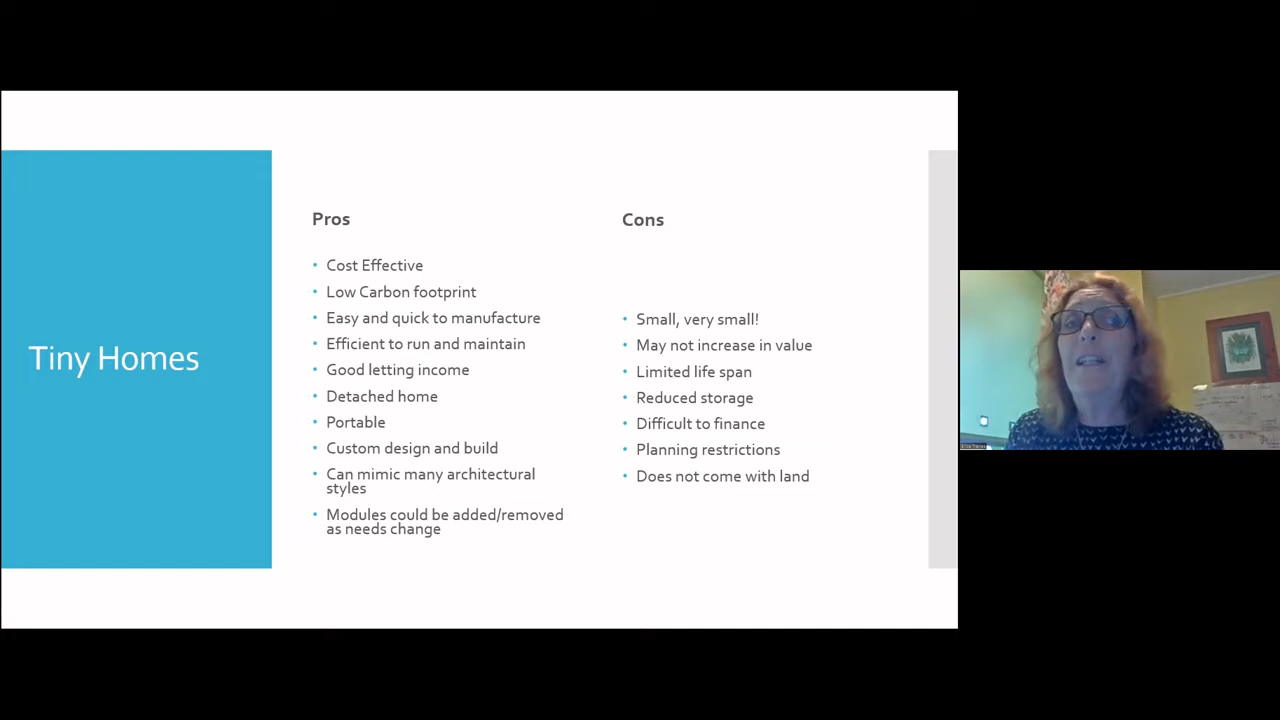 Tiny Homes
Pros
Cost Effective
Low Carbon footprint
Easy and quick to manufacture
Efficient to run and maintain
Good letting income
Detached home
Portable
Custom design and build
Can mimic many architectural
styles
Modules could be added/removed
as needs change
Cons
Small, very small!
May not increase in value
Limited life span
Reduced storage
Difficult to finance
Planning restrictions
Does not come with land